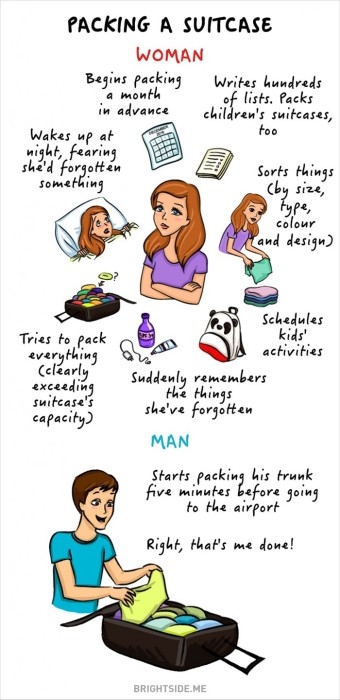 PACKING A SUITCASE
WOMAN
Begins packing
a month
in advance
Writes hundreds
of lists. Packs
children's suitcases,
too
Wakes up at
night, fearing
she'd forgotten
something
Sorts things
(by size,
type,
colour
and design)
?
Tries to pack
everything
(clearly
exceeding
suitcase's
capacity)
Schedules
kids'
activities
Suddenly remembers
the things
she've forgotten
MAN
Starts packing his trunk
five minutes before going
to the airport
Right, that's me done!
BRIGHTSIDE.ME